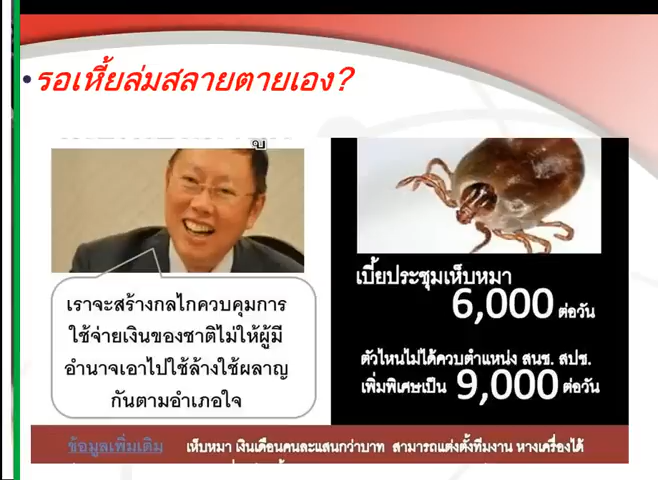 •รอเหี้ยล่มสลายตายเอง?
เราจะสร้างกลไกควบคุมการ
ใช้จ่ายเงินของชาติไม่ให้ผู้มี
อำนาจเอาไปใช้ล้างใช้ผลาญ
กันตามอำเภอใจ
เบี้ยประชุมเห็บหมา
6,000 ต่อวัน
ตัวไหนไม่ได้ควบตำแหน่ง สนช. สปช.
เพิ่มพิเศษเป็น 9,000 ต่อวัน
ข้อมูลเพิ่มเติม เห็บหมา เงินเดือนคนละแสนกว่าบาท สามารถแต่งตั้งทีมงาน หางเครื่องได้